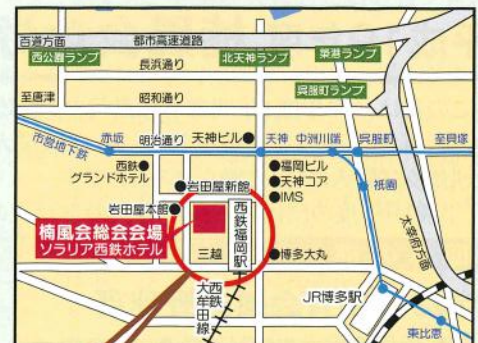 百道方面
都市高速道路
西公園ランプ
北天神ランプ
築港ランプ
長浜通り
呉服町ランプ
至唐津
昭和通り
市営地下鉄
赤坂
明治通り
天神ビル
天神
中洲川端
呉服町
至貝塚
西鉄
グランドホテル
福岡ビル
天神コア
IMS
祇園
岩田屋新館
岩田屋本館
西鉄福岡駅
太宰府方面
楠風会総会会場
ソラリア西鉄ホテル
三越
博多大丸
西鉄
大牟田線
JR博多駅
東比恵